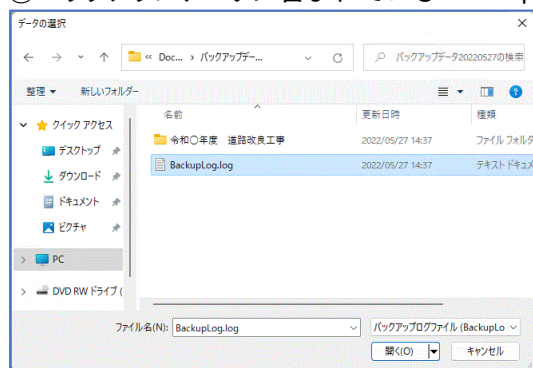 データの選択
« Doc... › バックアップデー...
バックアップデータ20220527の検索
整理 新しいフォルダー
名前 更新日時 種類
クイック アクセス
令和〇年度 道路改良工事 2022/05/27 14:37 ファイル フォルダ
デスクトップ
BackupLog.log 2022/05/27 14:37 テキスト ドキュメ
ダウンロード
ドキュメント
ピクチャ
PC
DVD RW ドライブ (
ファイル名(N): BackupLog.log バックアップログファイル (BackupLo
開く(O) キャンセル